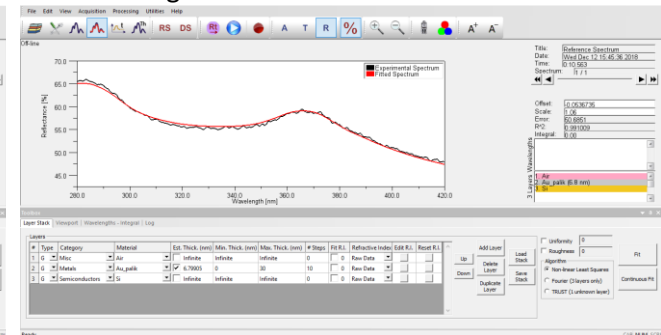 File Edit View Acquisition Processing Utilities Help
RS DS Rt A T R % A+ A-
Off-line
Experimental Spectrum
Fitted Spectrum
70.0
65.0
60.0
55.0
50.0
45.0
Reflectance [%]
280.0 300.0 320.0 340.0 360.0 380.0 400.0 420.0
Wavelength [nm]
Title: Reference Spectrum
Date: Wed Dec 12 15:45:36 2018
Time: 0:10:563
Spectrum 1 / 1
Offset: -0.0536735
Scale: 1.06
Error: 50.8851
R^2: 0.991009
Integral: 0.00
3 Layers Wavelengths
1. Air
2. Au_palik (6.8 nm)
3. Si
Layer Stack Viewport Wavelengths - Integral Log
Layers
# Type Category Material Est. Thick. (nm) Min. Thick. (nm) Max. Thick. (nm) # Steps Fit R.I. Refractive Index Edit R.I. Reset R.I.
1 G Misc Air Infinite Infinite Infinite 0 Raw Data
2 G Metals Au_palik 6.79905 0 30 10 0 Raw Data
3 G Semiconductors Si Infinite Infinite Infinite 0 Raw Data
Up
Down
Add Layer
Delete Layer
Duplicate Layer
Load Stack
Save Stack
Uniformity 0
Roughness 0
Algorithm
Non-linear Least Square
Fourier (3 layers only)
TRUST (1 unknown layer)
Fit
Continuous Fit
Ready